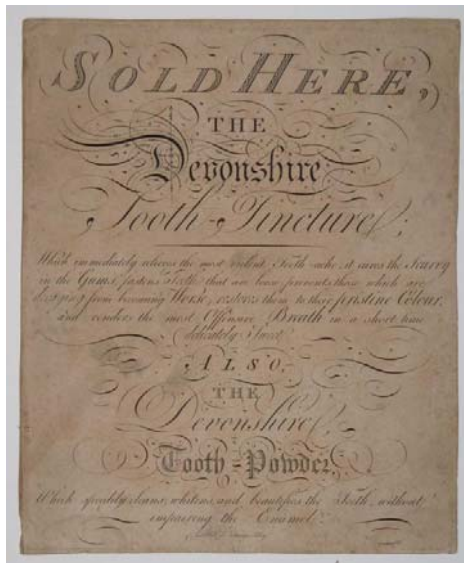 SOLD HERE,
THE
Devonshire
Tooth-Tincture;
Which immediately relieves the most violent Tooth-ache, it cures the Scurvy
in the Gums, fastens Teeth that are loose, prevents those which are
decaying from becoming Worse, restores them to their pristine Colour,
and renders the most Offensive Breath in a short time
delicately Sweet.
ALSO,
THE
Devonshire
Tooth-Powder,
Which speedily cleans, whitens, and beautifies the Teeth, without
impairing the Enamel.